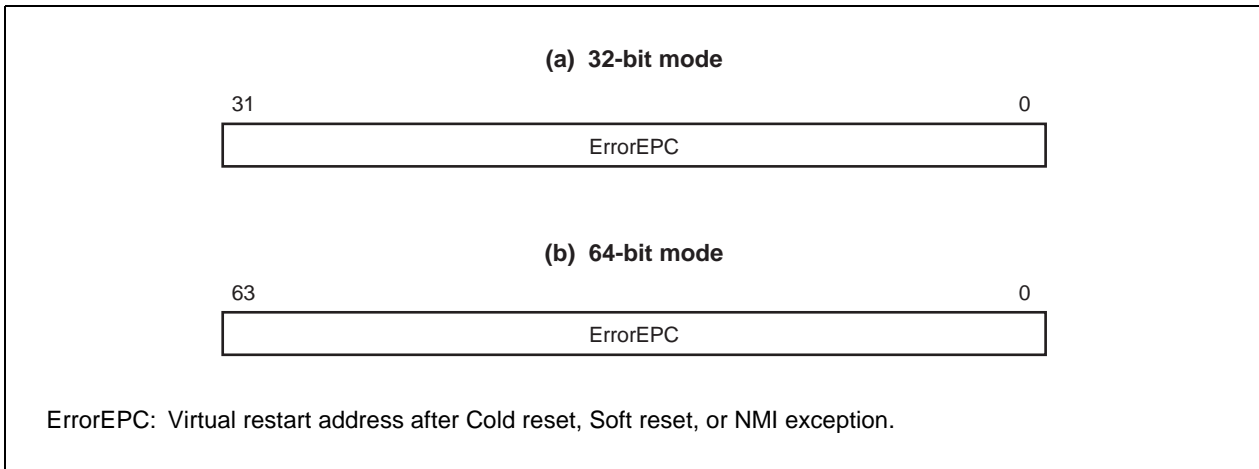 (a) 32-bit mode
31 0
ErrorEPC
(b) 64-bit mode
63 0
ErrorEPC
ErrorEPC: Virtual restart address after Cold reset, Soft reset, or NMI exception.